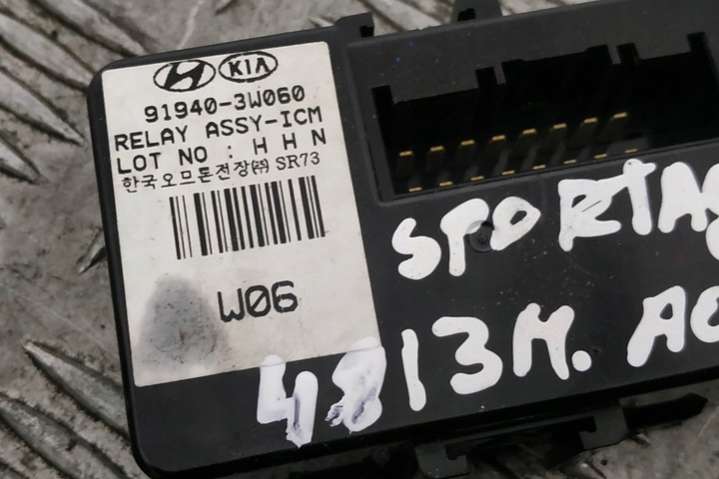 KIA
91940-3W060
RELAY ASSY-ICM
LOT NO : H H N
한국오므론전장㈜ SR73
W06
SPORTAG
4813M. AC